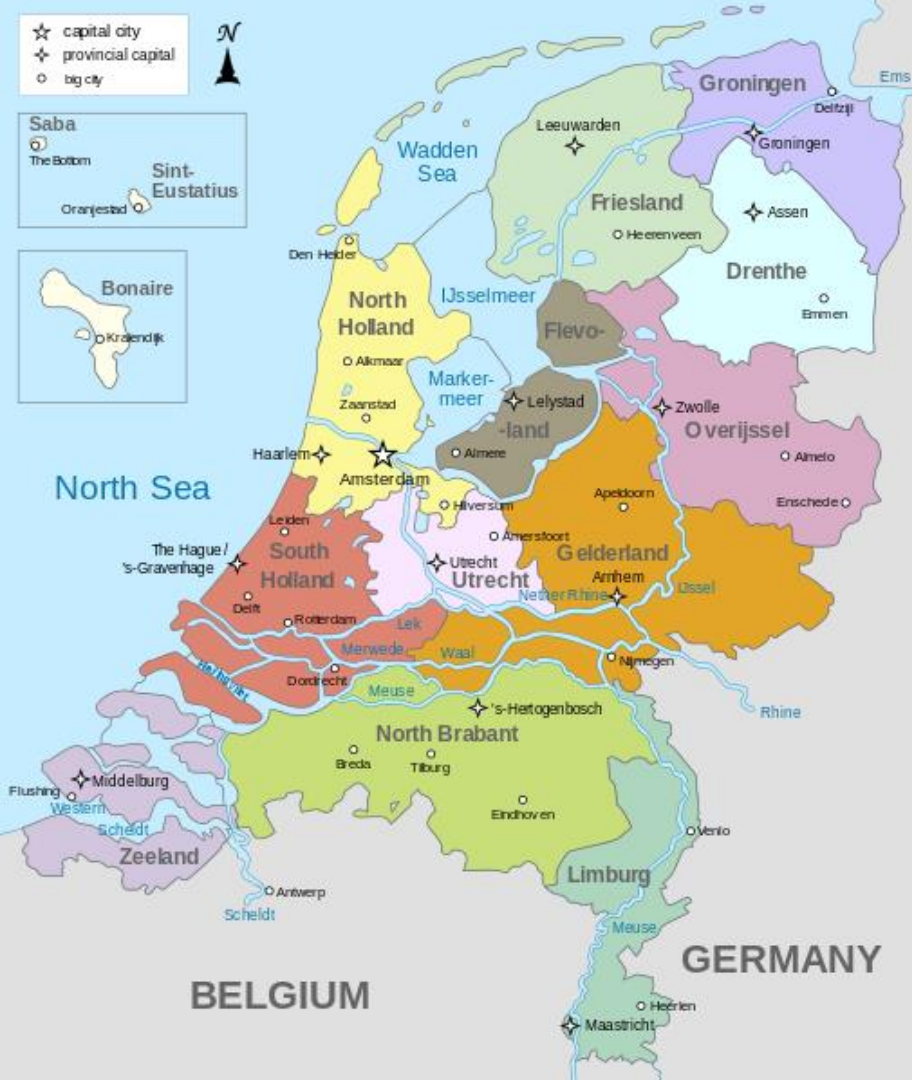 capital city
provincial capital
big city
N
Saba
The Bottom
Sint-
Eustatius
Oranjestad
Bonaire
Kralendijk
Groningen
Ems
Delfzijl
Groningen
Leeuwarden
Wadden
Sea
Friesland
Heerenveen
Assen
Drenthe
Emmen
Den Helder
IJsselmeer
North
Holland
Flevo-
Alkmaar
Marker-
meer
Lelystad
-land
Zwolle
Overijssel
Zaanstad
Haarlem
Amsterdam
Almere
Almelo
Enschede
North Sea
Hilversum
Apeldoorn
Leiden
Amersfoort
The Hague /
's-Gravenhage
South
Holland
Utrecht
Utrecht
Gelderland
Arnhem
Nether Rhine
IJssel
Delft
Rotterdam
Lek
Merwede
Waal
Nijmegen
Dordrecht
Meuse
Rhine
's-Hertogenbosch
North Brabant
Breda
Tilburg
Eindhoven
Middelburg
Flushing
Western
Scheldt
Zeeland
Antwerp
Scheldt
Venlo
Limburg
Meuse
GERMANY
BELGIUM
Heerlen
Maastricht